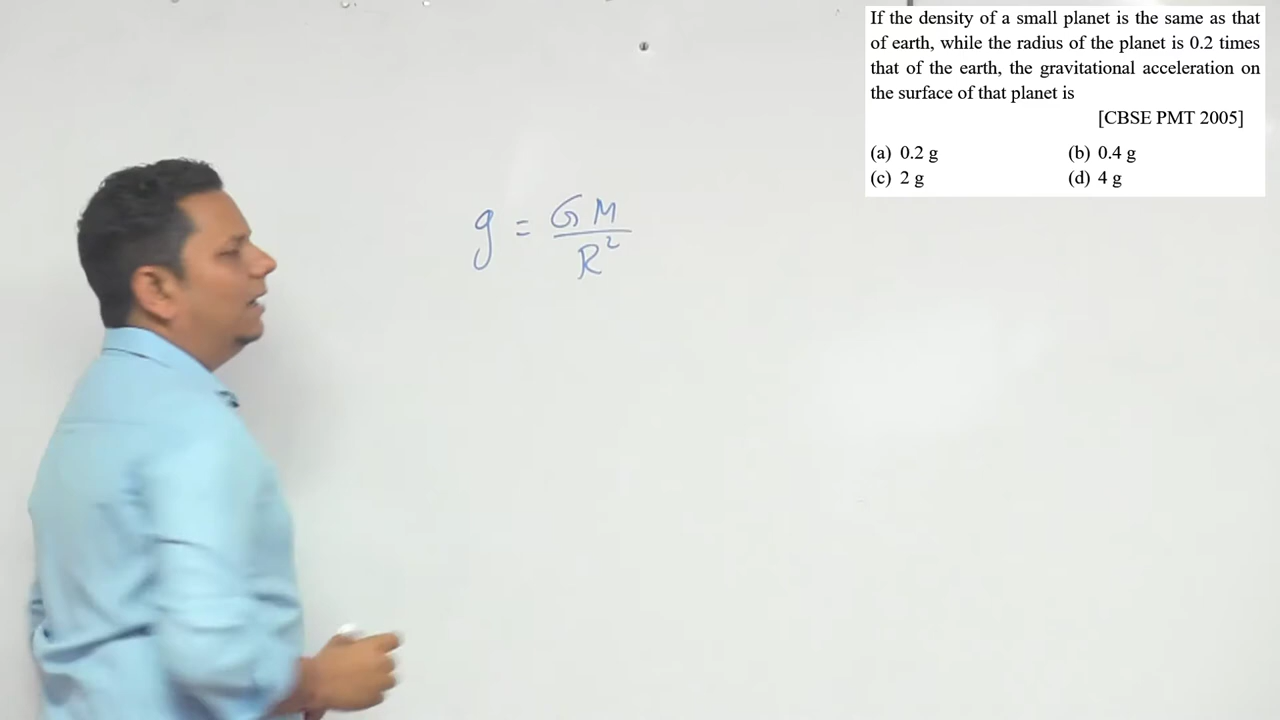 If the density of a small planet is the same as that
of earth, while the radius of the planet is 0.2 times
that of the earth, the gravitational acceleration on
the surface of that planet is
[CBSE PMT 2005]
(a) 0.2 g (b) 0.4 g
(c) 2 g (d) 4 g
g = GM
R²